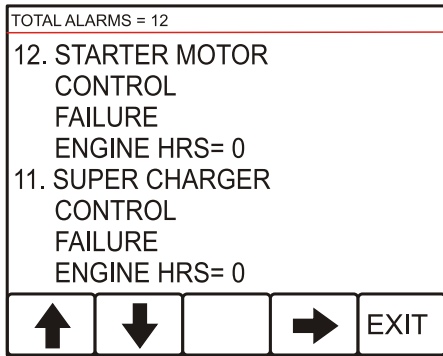 TOTAL ALARMS = 12
12. STARTER MOTOR
CONTROL
FAILURE
ENGINE HRS= 0
11. SUPER CHARGER
CONTROL
FAILURE
ENGINE HRS= 0
EXIT